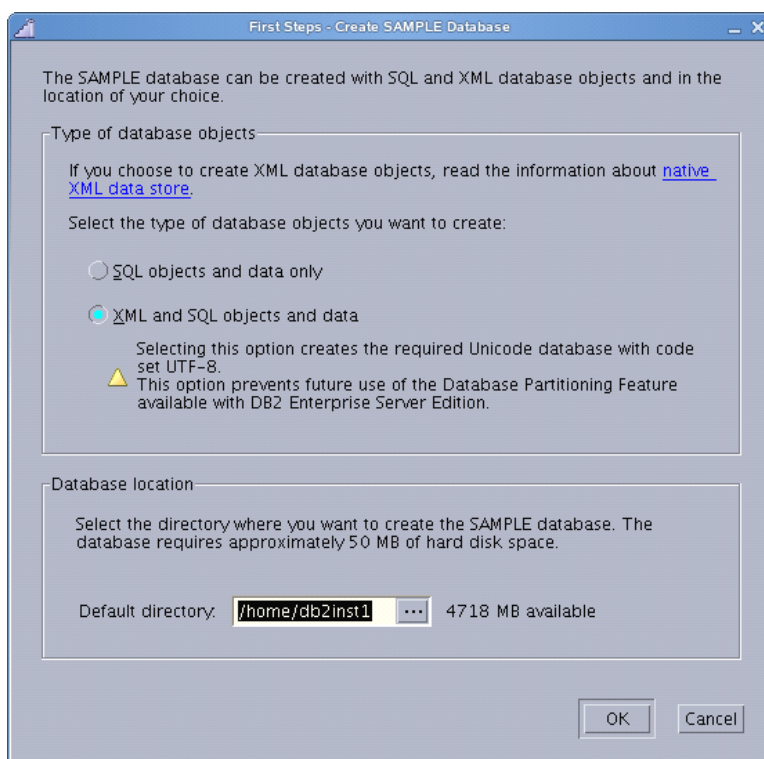 First Steps - Create SAMPLE Database
The SAMPLE database can be created with SQL and XML database objects and in the
location of your choice.
Type of database objects
If you choose to create XML database objects, read the information about native
XML data store.
Select the type of database objects you want to create:
SQL objects and data only
XML and SQL objects and data
Selecting this option creates the required Unicode database with code
set UTF-8.
This option prevents future use of the Database Partitioning Feature
available with DB2 Enterprise Server Edition.
Database location
Select the directory where you want to create the SAMPLE database. The
database requires approximately 50 MB of hard disk space.
Default directory: /home/db2inst1 ... 4718 MB available
OK Cancel